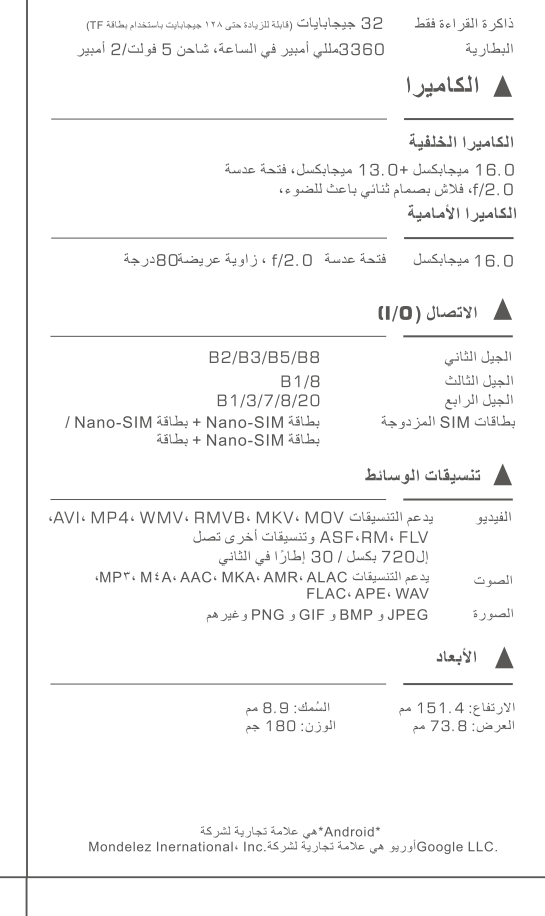 ذاكرة القراءة فقط 32 جيجابايات (قابلة للزيادة حتى ١٢٨ جيجابايت باستخدام بطاقة TF)
البطارية 3360مللي أمبير في الساعة، شاحن 5 فولت/2 أمبير
▲ الكاميرا
الكاميرا الخلفية
16.0 ميجابكسل +13.0 ميجابكسل، فتحة عدسة
f/2.0، فلاش بصمام ثنائي باعث للضوء،
الكاميرا الأمامية
16.0 ميجابكسل فتحة عدسة f/2.0 ، زاوية عريضة80درجة
▲ الاتصال (I/O)
الجيل الثاني B2/B3/B5/B8
الجيل الثالث B1/8
الجيل الرابع B1/3/7/8/20
بطاقات SIM المزدوجة بطاقة Nano-SIM + بطاقة Nano-SIM /
بطاقة Nano-SIM + بطاقة
▲ تنسيقات الوسائط
الفيديو يدعم التنسيقات AVI، MP4، WMV، RMVB، MKV، MOV،
ASF،RM، FLV وتنسيقات أخرى تصل
إل720 بكسل / 30 إطارًا في الثاني
الصوت يدعم التنسيقات MP٣، M٤A، AAC، MKA، AMR، ALAC،
FLAC، APE، WAV
الصورة JPEG و BMP و GIF و PNG وغيرهم
▲ الأبعاد
الارتفاع: 151.4 مم السُمك: 8.9 مم
العرض: 73.8 مم الوزن: 180 جم
*Android*هي علامة تجارية لشركة
.Google LLCأوريو هي علامة تجارية لشركة.Mondelez Inernational، Inc